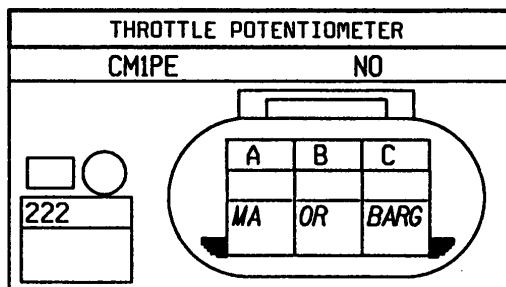 THROTTLE POTENTIOMETER
CM1PE NO
A B C
222
MA OR BARG